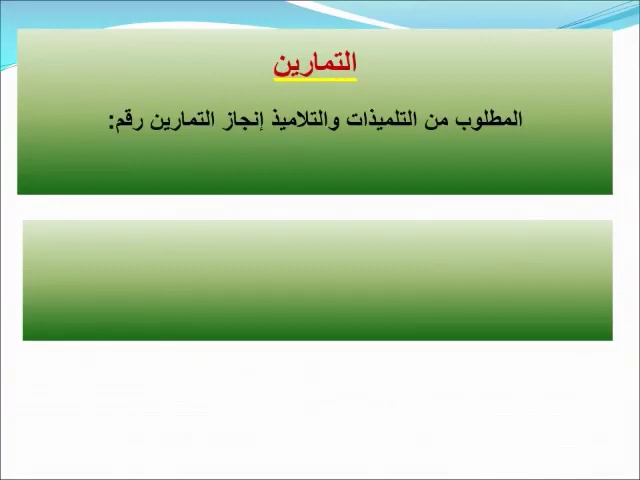 التمارين
المطلوب من التلميذات والتلاميذ إنجاز التمارين رقم: